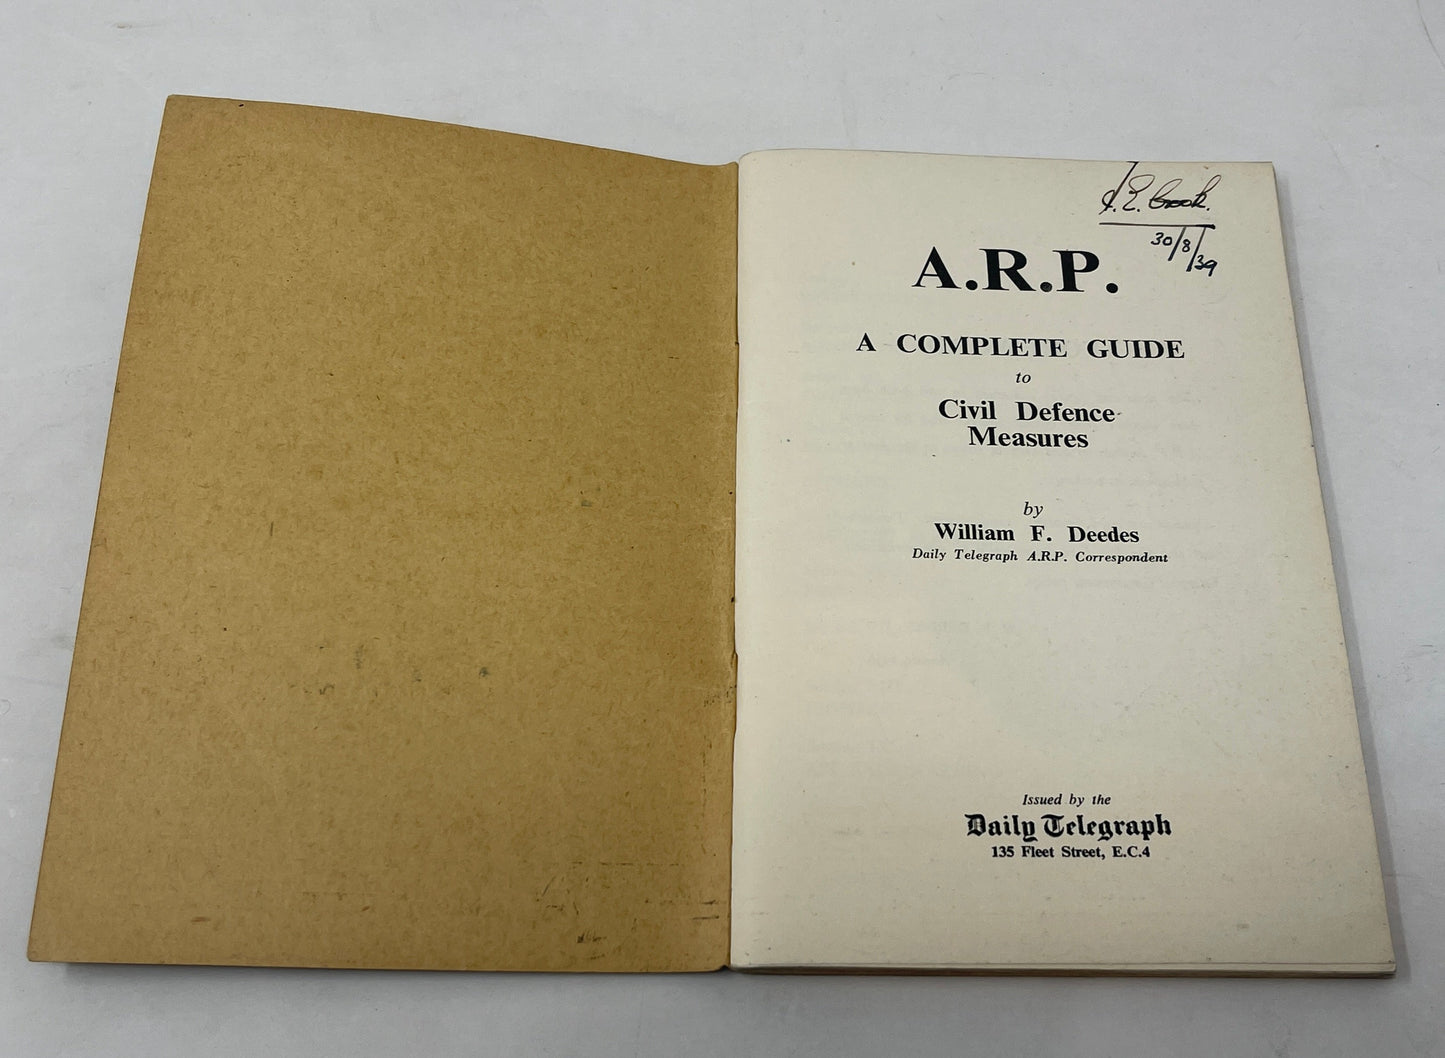 E. Cook.
30/8/39
A.R.P.
A COMPLETE GUIDE
to
Civil Defence
Measures
by
William F. Deedes
Daily Telegraph A.R.P. Correspondent
Issued by the
Daily Telegraph
135 Fleet Street, E.C.4